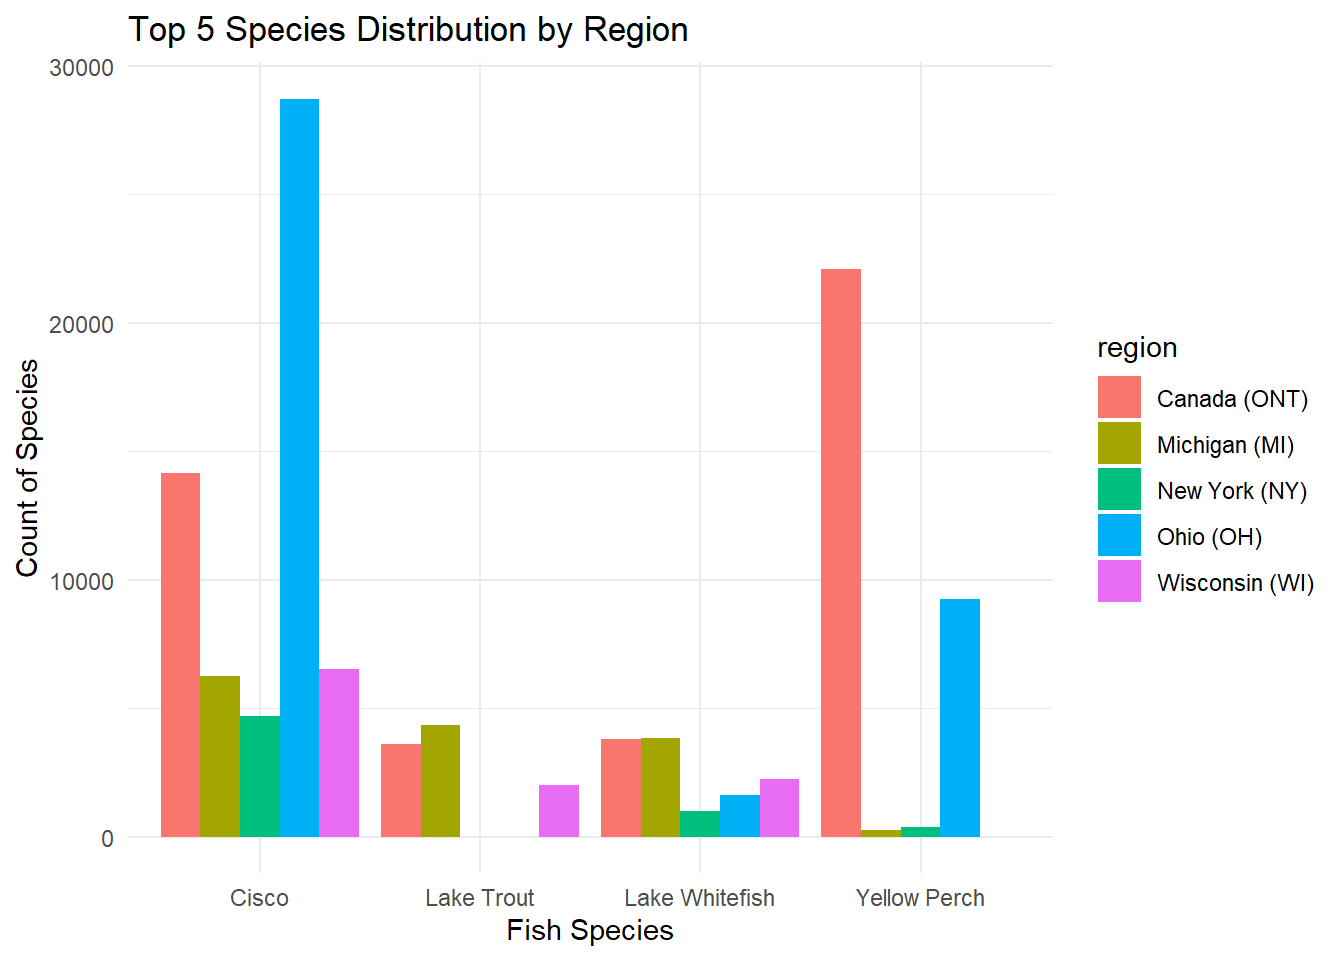 Top 5 Species Distribution by Region
30000
20000
10000
0
Count of Species
Cisco
Lake Trout
Lake Whitefish
Yellow Perch
Fish Species
region
Canada (ONT)
Michigan (MI)
New York (NY)
Ohio (OH)
Wisconsin (WI)